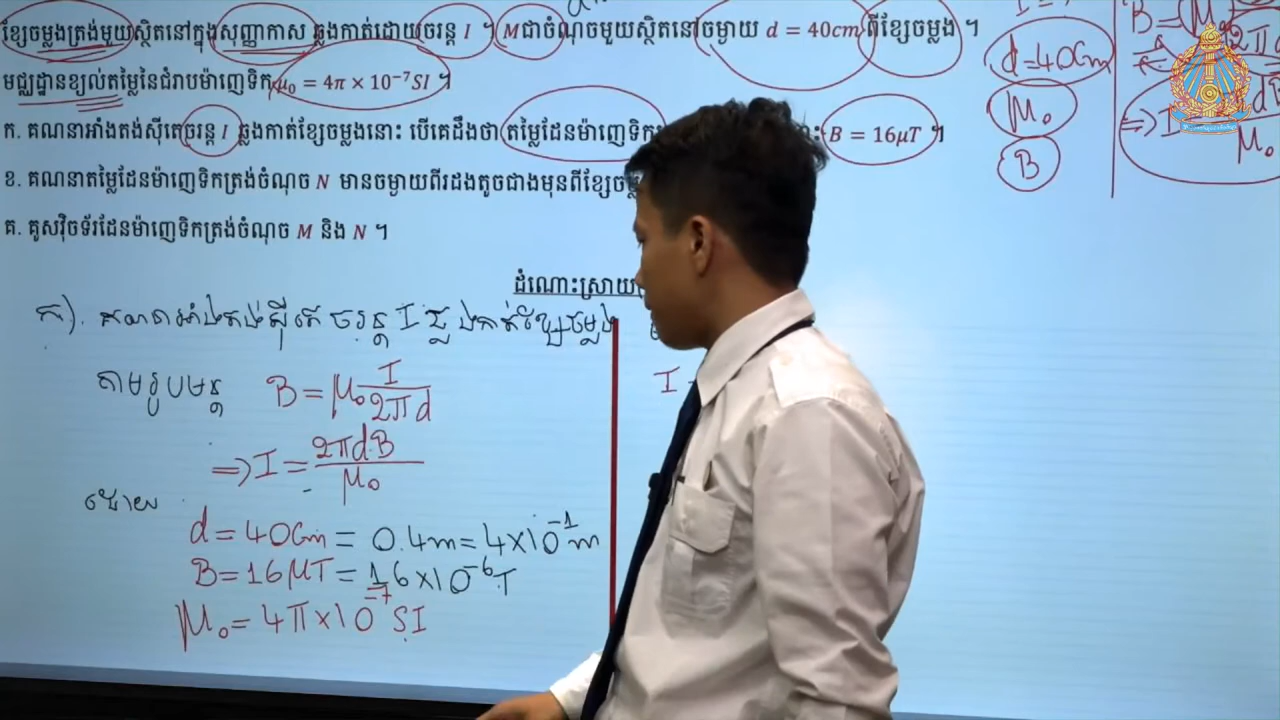 ខ្សែចម្លងត្រង់មួយស្ថិតនៅក្នុងសុញ្ញាកាស ឆ្លងកាត់ដោយចរន្ត I ។ M ជាចំណុចមួយស្ថិតនៅចម្ងាយ d = 40cm ពីខ្សែចម្លង ។
មជ្ឈដ្ឋានខ្យល់តម្លៃនៃជំរាបម៉ាញេទិក μ₀ = 4π × 10⁻⁷SI ។
ក. គណនាអាំងតង់ស៊ីតេចរន្ត I ឆ្លងកាត់ខ្សែចម្លងនោះ បើគេដឹងថា តម្លៃដែនម៉ាញេទិក B = 16μT ។
ខ. គណនាតម្លៃដែនម៉ាញេទិកត្រង់ចំណុច N មានចម្ងាយពីរដងតូចជាងមុនពីខ្សែ
គ. គូសវ៉ិចទ័រដែនម៉ាញេទិកត្រង់ចំណុច M និង N ។
d=40cm
μ₀
B
ដំណោះស្រាយ
ក). គណនាអាំងតង់ស៊ីតេចរន្ត I ឆ្លងកាត់ខ្សែចម្លង
តាមរូបមន្ត B = μ₀ I/2πd
⇒ I = 2πdB/μ₀
ដោយ
d = 40cm = 0.4m = 4×10⁻¹m
B = 16μT = 16×10⁻⁶T
μ₀ = 4π×10⁻⁷ SI
I